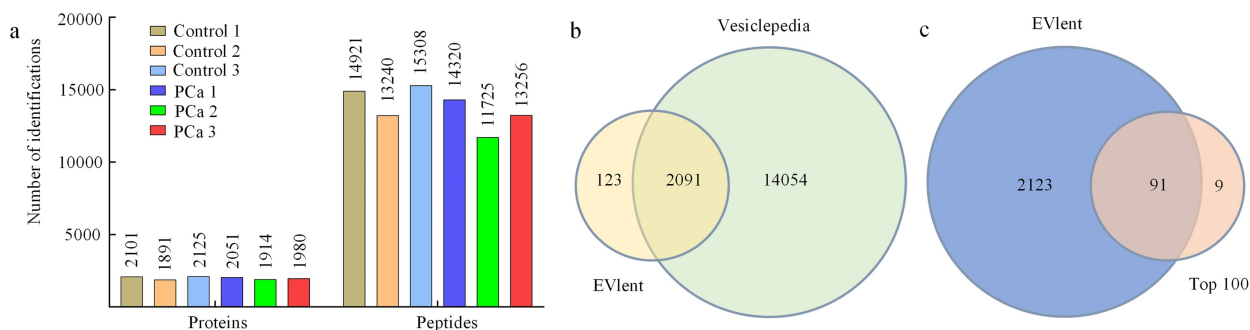 a
Number of identifications
20000
15000
10000
5000
Control 1
Control 2
Control 3
PCa 1
PCa 2
PCa 3
2101
1891
2125
2051
1914
1980
14921
13240
15308
14320
11725
13256
Proteins
Peptides
b
Vesiclepedia
123
2091
14054
EVlent
c
EVlent
2123
91
9
Top 100